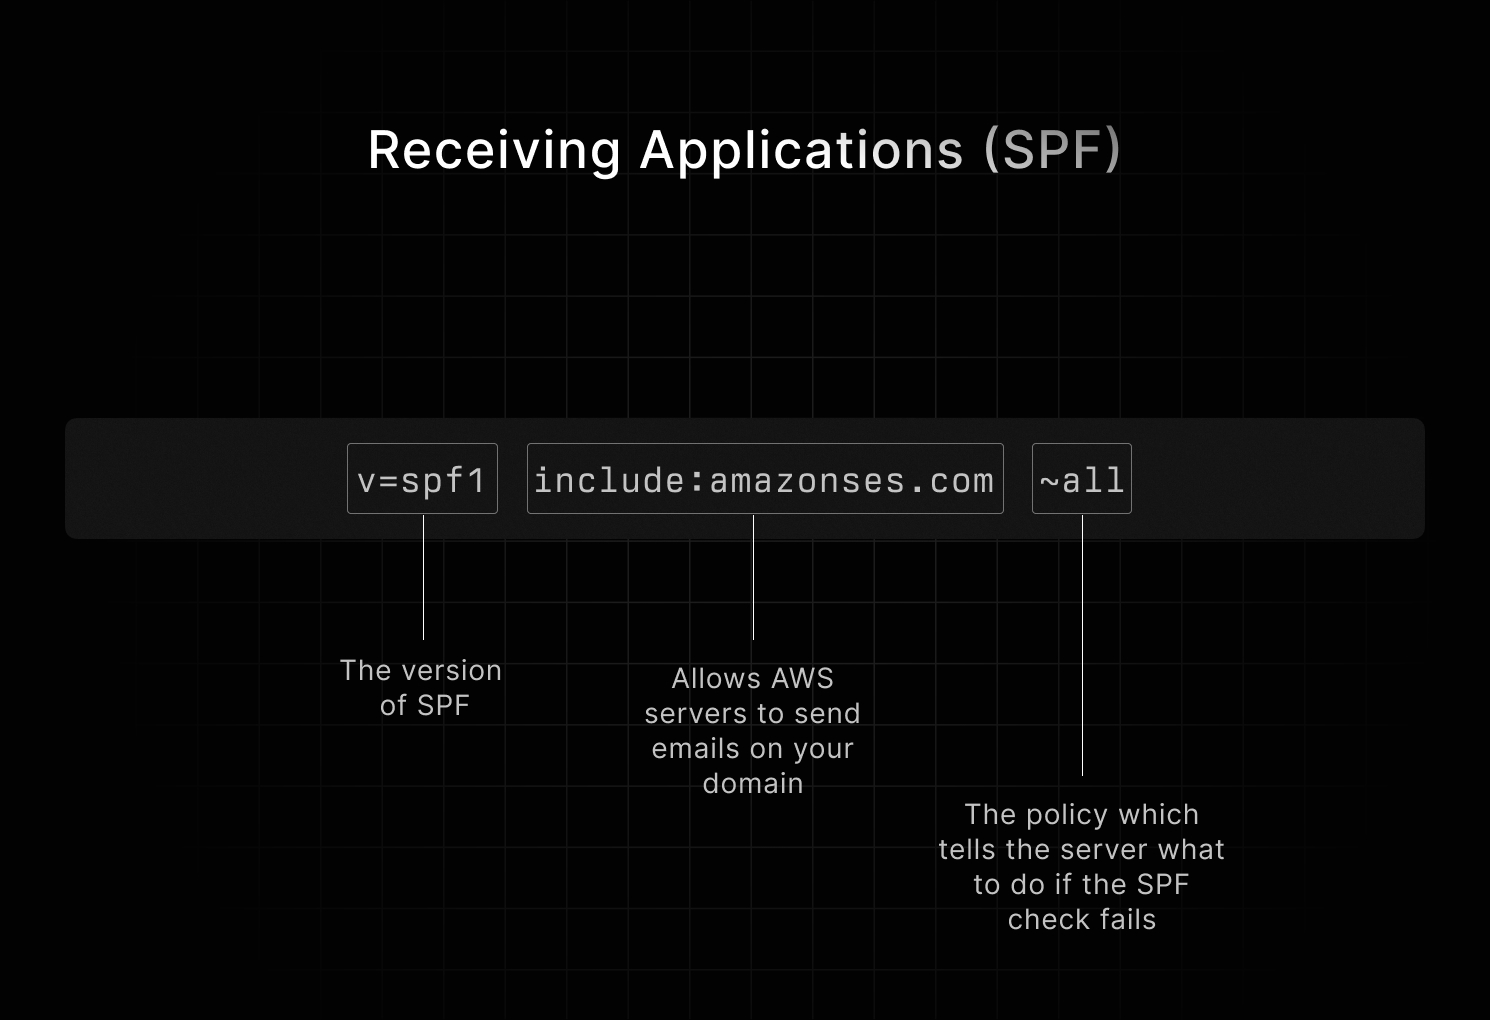 Receiving Applications (SPF)
v=spf1 include:amazonses.com ~all
The version
of SPF
Allows AWS
servers to send
emails on your
domain
The policy which
tells the server what
to do if the SPF
check fails